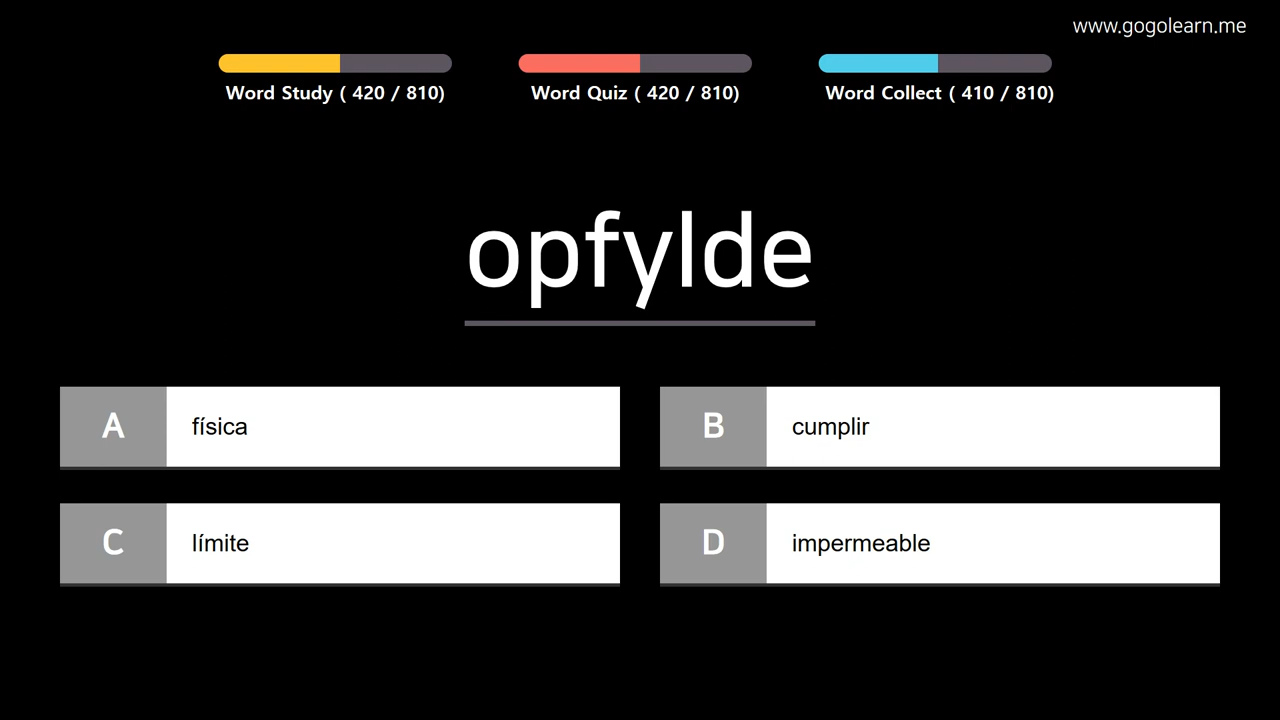 www.gogolearn.me
Word Study ( 420 / 810)
Word Quiz ( 420 / 810)
Word Collect ( 410 / 810)
opfylde
A física
B cumplir
C límite
D impermeable